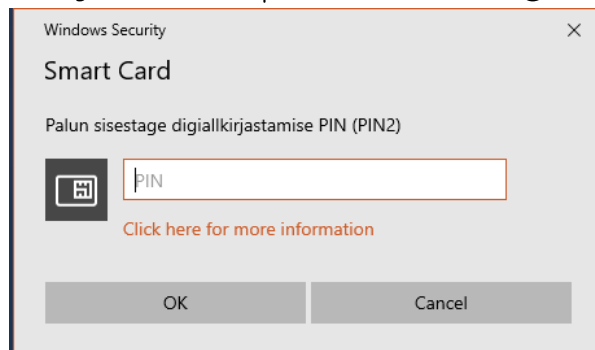 Windows Security
Smart Card
Palun sisestage digiallkirjastamise PIN (PIN2)
PIN
Click here for more information
OK
Cancel